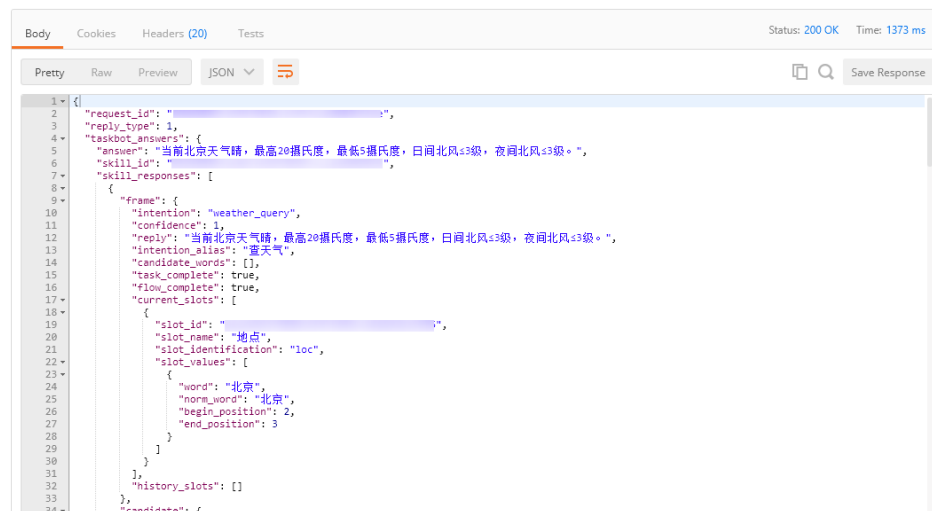 Body Cookies Headers (20) Tests Status: 200 OK Time: 1373 ms
Pretty Raw Preview JSON Save Response
1 {
2 "request_id": " ",
3 "reply_type": 1,
4 "taskbot_answers": {
5 "answer": "当前北京天气晴，最高20摄氏度，最低5摄氏度，日间北风≤3级，夜间北风≤3级。",
6 "skill_id": " ",
7 "skill_responses": [
8 {
9 "frame": {
10 "intention": "weather_query",
11 "confidence": 1,
12 "reply": "当前北京天气晴，最高20摄氏度，最低5摄氏度，日间北风≤3级，夜间北风≤3级。",
13 "intention_alias": "查天气",
14 "candidate_words": [],
15 "task_complete": true,
16 "flow_complete": true,
17 "current_slots": [
18 {
19 "slot_id": " ",
20 "slot_name": "地点",
21 "slot_identification": "loc",
22 "slot_values": [
23 {
24 "word": "北京",
25 "norm_word": "北京",
26 "begin_position": 2,
27 "end_position": 3
28 }
29 ]
30 }
31 ],
32 "history_slots": []
33 },
34 "candidate": {